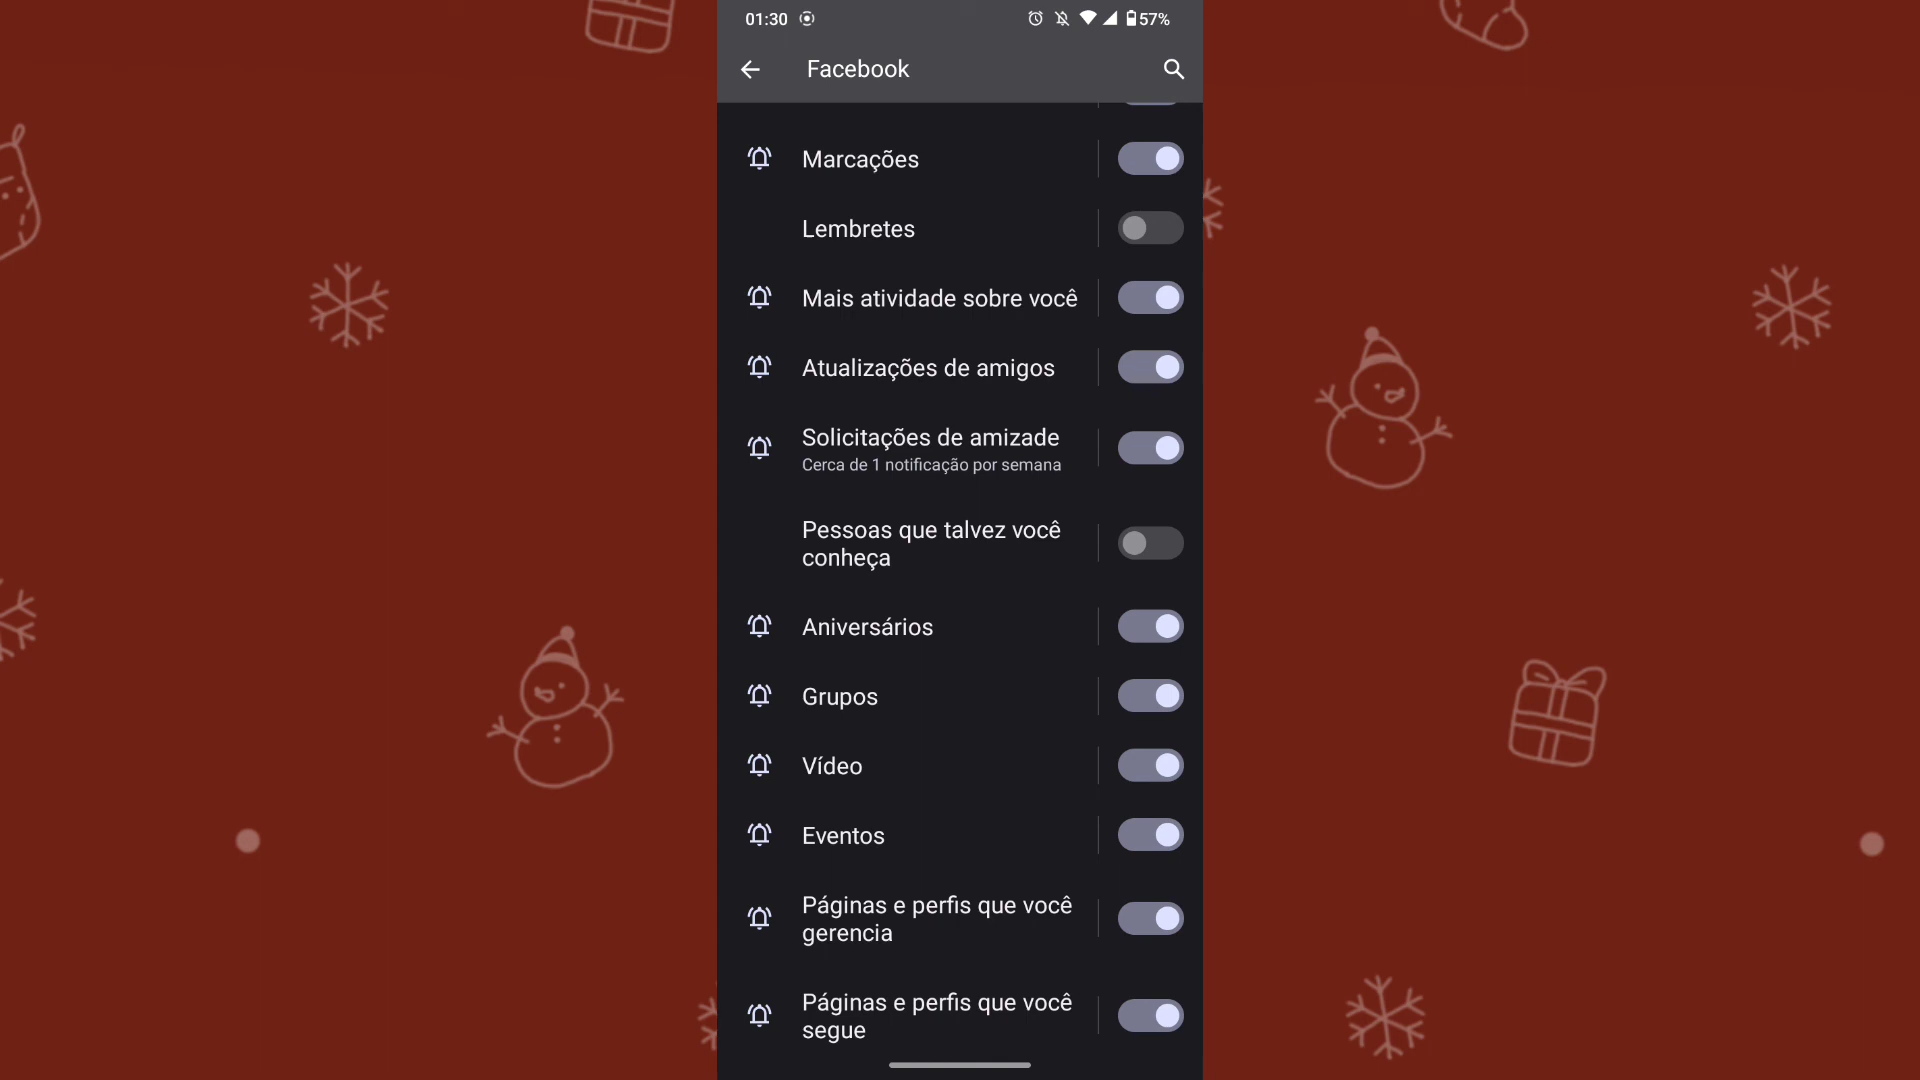 01:30
57%
Facebook
Marcações
Lembretes
Mais atividade sobre você
Atualizações de amigos
Solicitações de amizade
Cerca de 1 notificação por semana
Pessoas que talvez você
conheça
Aniversários
Grupos
Vídeo
Eventos
Páginas e perfis que você
gerencia
Páginas e perfis que você
segue